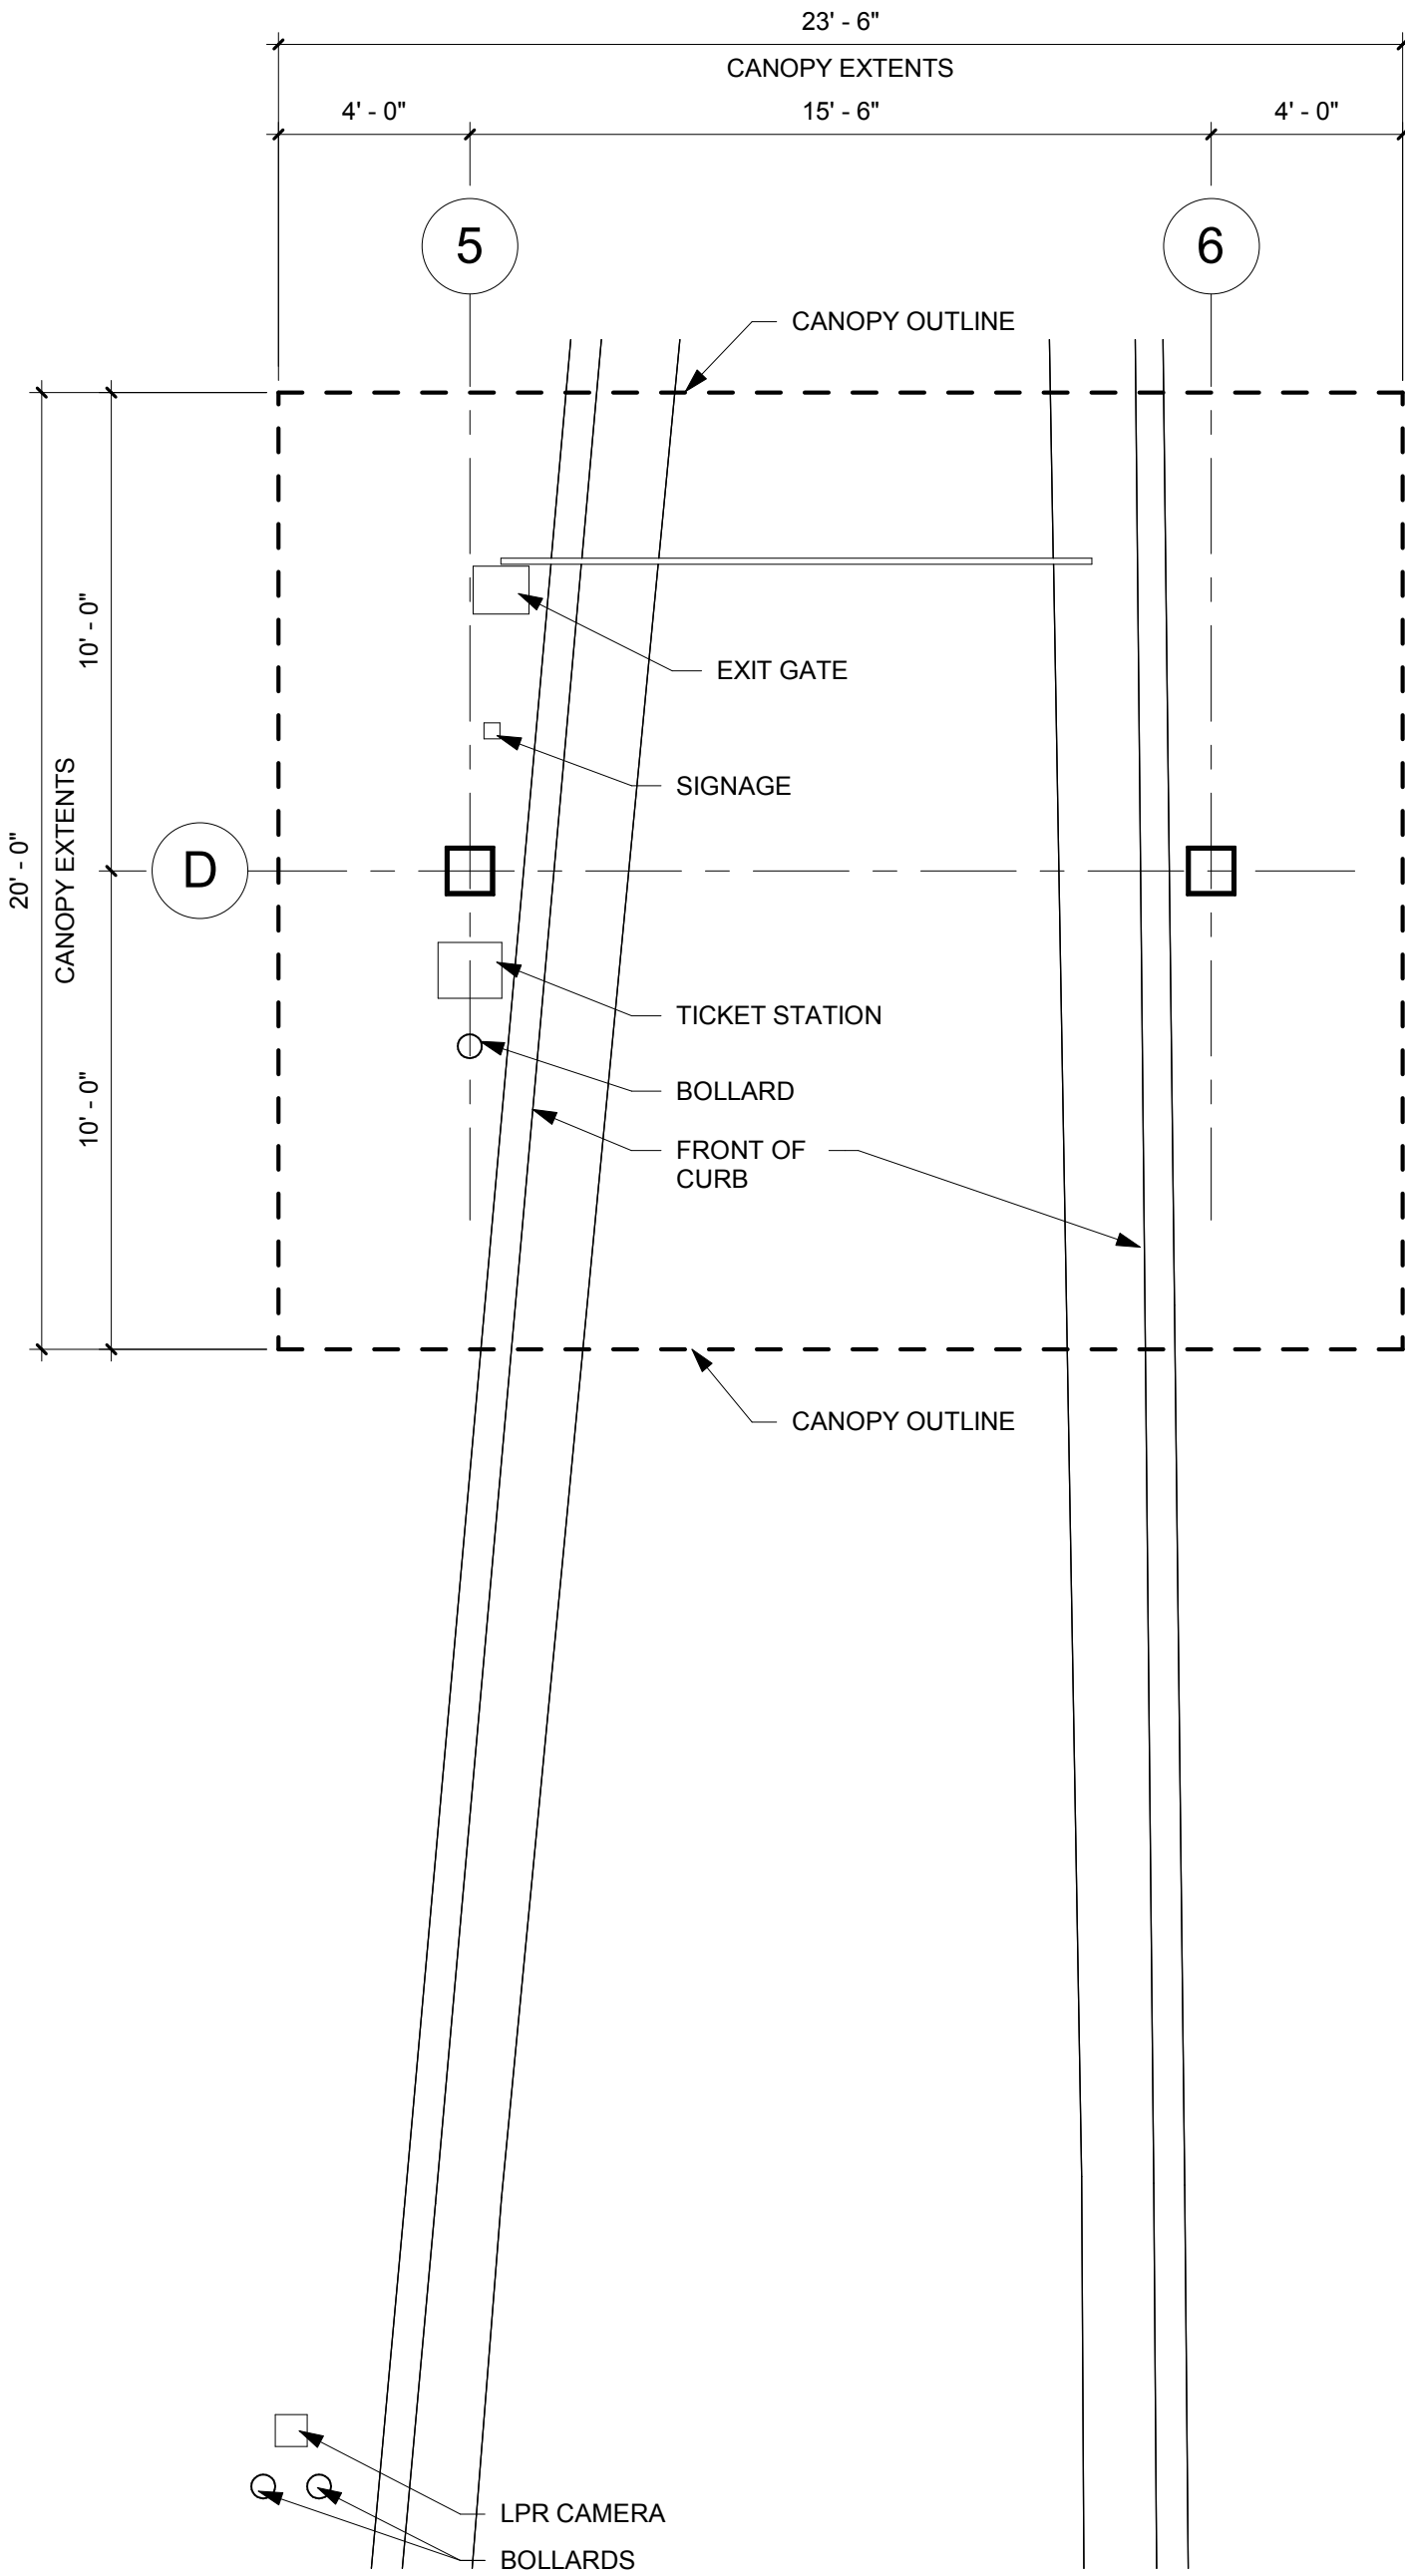 23' - 6"
CANOPY EXTENTS
4' - 0"
15' - 6"
4' - 0"
5
6
CANOPY OUTLINE
10' - 0"
EXIT GATE
SIGNAGE
20' - 0"
CANOPY EXTENTS
D
TICKET STATION
10' - 0"
BOLLARD
FRONT OF
CURB
CANOPY OUTLINE
LPR CAMERA
BOLLARDS